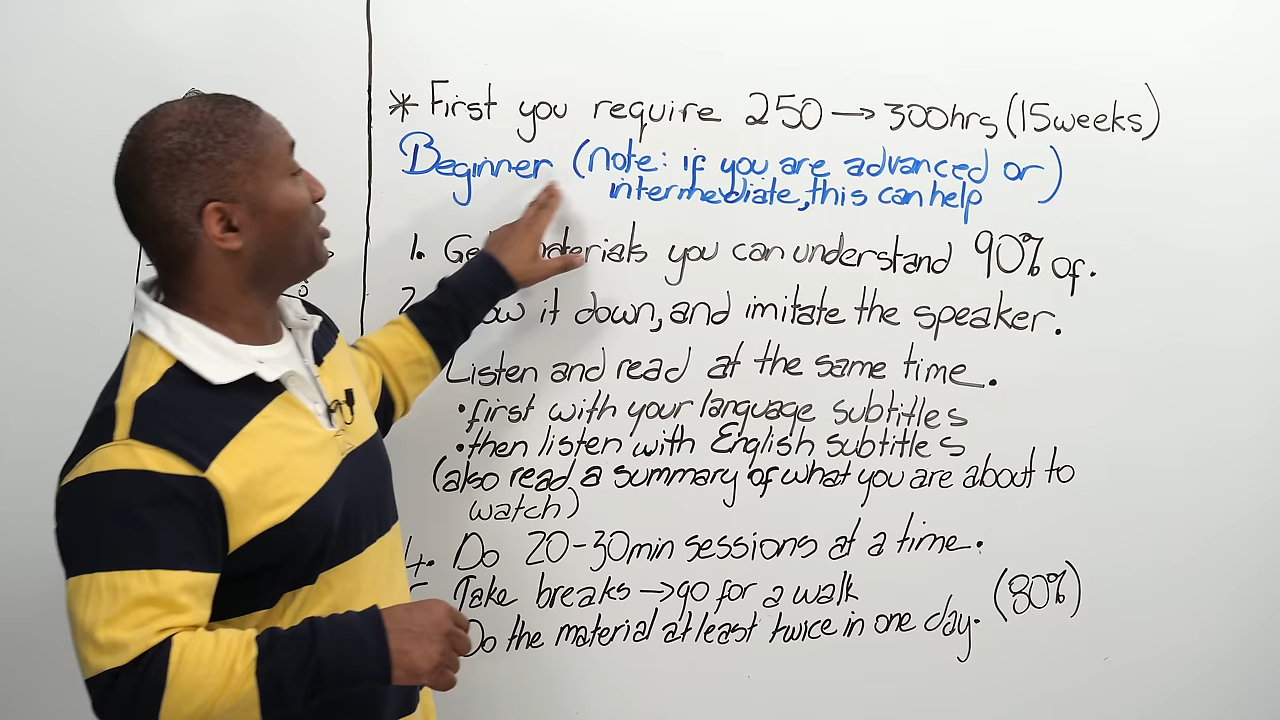 * First you require 250 → 300hrs (15weeks)
Beginner (note: if you are advanced or)
intermediate, this can help
1. materials you can understand 90% of.
2. it down, and imitate the speaker.
Listen and read at the same time.
•first with your language subtitles
•then listen with English subtitles
(also read a summary of what you are about to
watch)
4. Do 20-30min sessions at a time.
Take breaks → go for a walk
Do the material at least twice in one day. (80%)